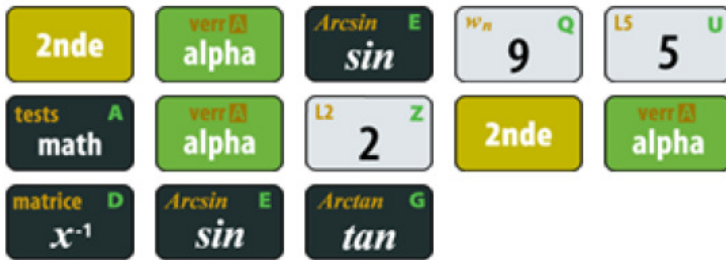 2nde verr A alpha Arcsin E sin wn Q 9 L5 U 5
tests A math verr A alpha L2 Z 2 2nde verr A alpha
matrice D x-1 Arcsin E sin Arctan G tan